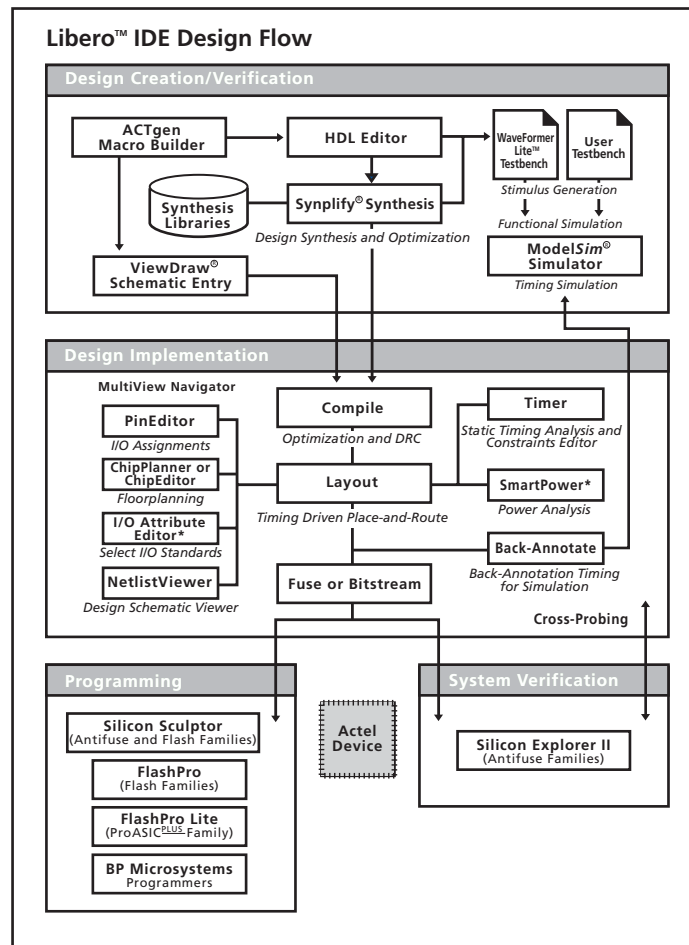 Libero™ IDE Design Flow
Design Creation/Verification
ACTgen
Macro Builder
HDL Editor
WaveFormer
Lite™
Testbench
User
Testbench
Stimulus Generation
Synthesis
Libraries
Synplify® Synthesis
Design Synthesis and Optimization
Functional Simulation
ModelSim®
Simulator
Timing Simulation
ViewDraw®
Schematic Entry
Design Implementation
MultiView Navigator
PinEditor
I/O Assignments
ChipPlanner or
ChipEditor
Floorplanning
I/O Attribute
Editor*
Select I/O Standards
NetlistViewer
Design Schematic Viewer
Compile
Optimization and DRC
Layout
Timing Driven Place-and-Route
Fuse or Bitstream
Timer
Static Timing Analysis and
Constraints Editor
SmartPower*
Power Analysis
Back-Annotate
Back-Annotation Timing
for Simulation
Cross-Probing
Programming
Silicon Sculptor
(Antifuse and Flash Families)
FlashPro
(Flash Families)
FlashPro Lite
(ProASICPLUS Family)
BP Microsystems
Programmers
Actel
Device
System Verification
Silicon Explorer II
(Antifuse Families)